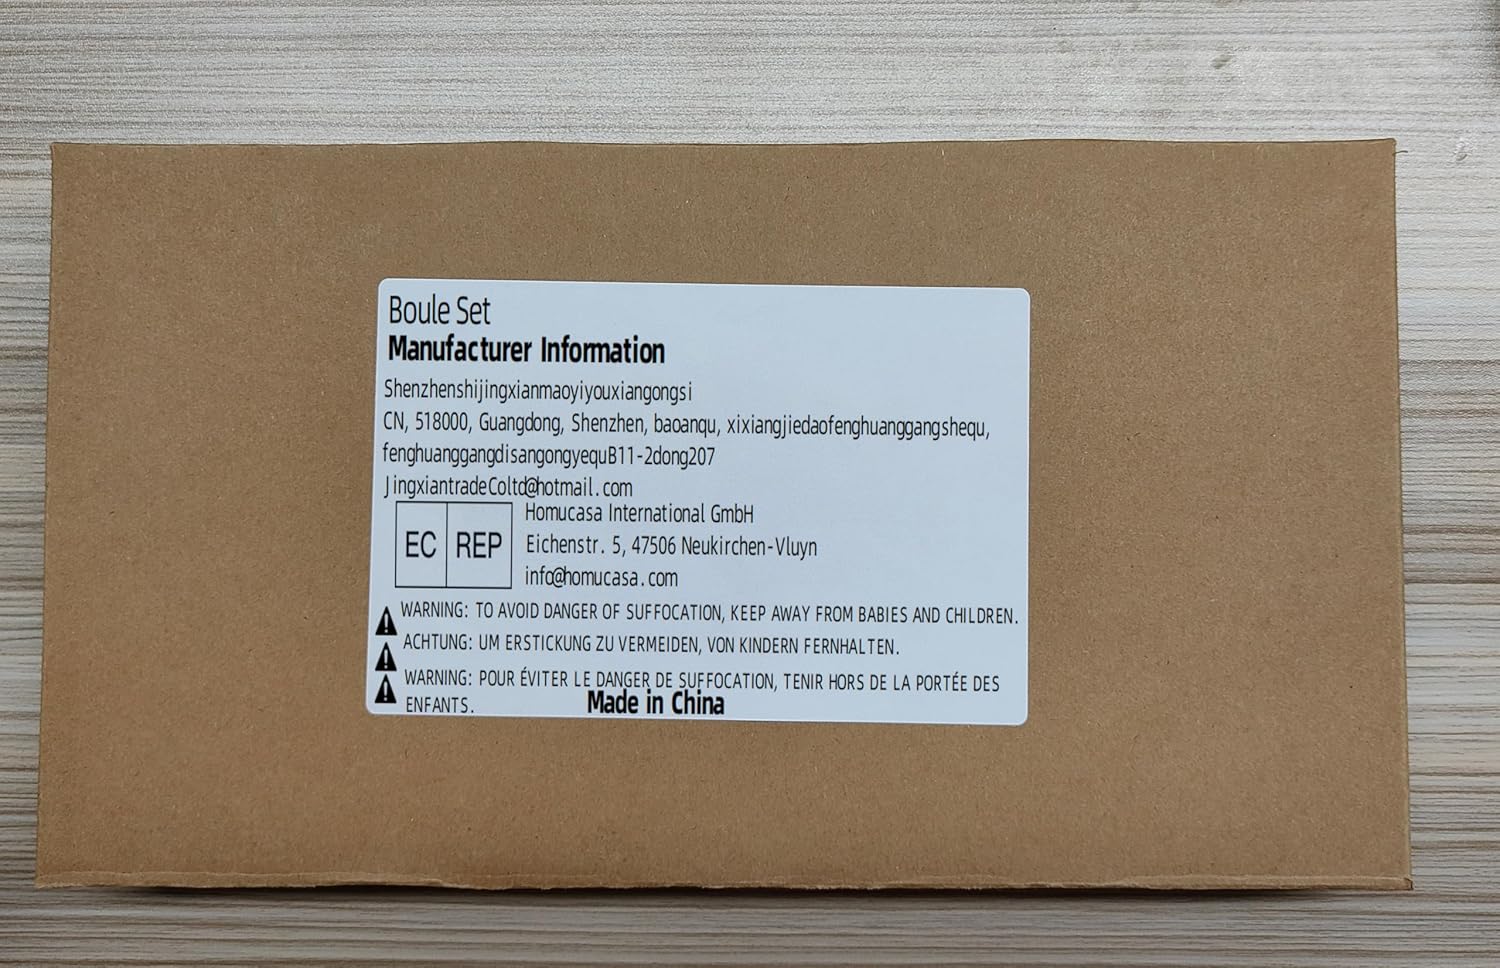 Boule Set
Manufacturer Information
Shenzhenshijingxianmaoyiyouxiangongsi
CN, 518000, Guangdong, Shenzhen, baoanqu, xixiangjiedaofenghuanggangshequ,
fenghuanggangdisangongyequB11-2dong207
JingxiantradeColtd@hotmail.com
EC REP
Homucasa International GmbH
Eichenstr. 5, 47506 Neukirchen-Vluyn
info@homucasa.com
WARNING: TO AVOID DANGER OF SUFFOCATION, KEEP AWAY FROM BABIES AND CHILDREN.
ACHTUNG: UM ERSTICKUNG ZU VERMEIDEN, VON KINDERN FERNHALTEN.
WARNING: POUR ÉVITER LE DANGER DE SUFFOCATION, TENIR HORS DE LA PORTÉE DES
ENFANTS.
Made in China